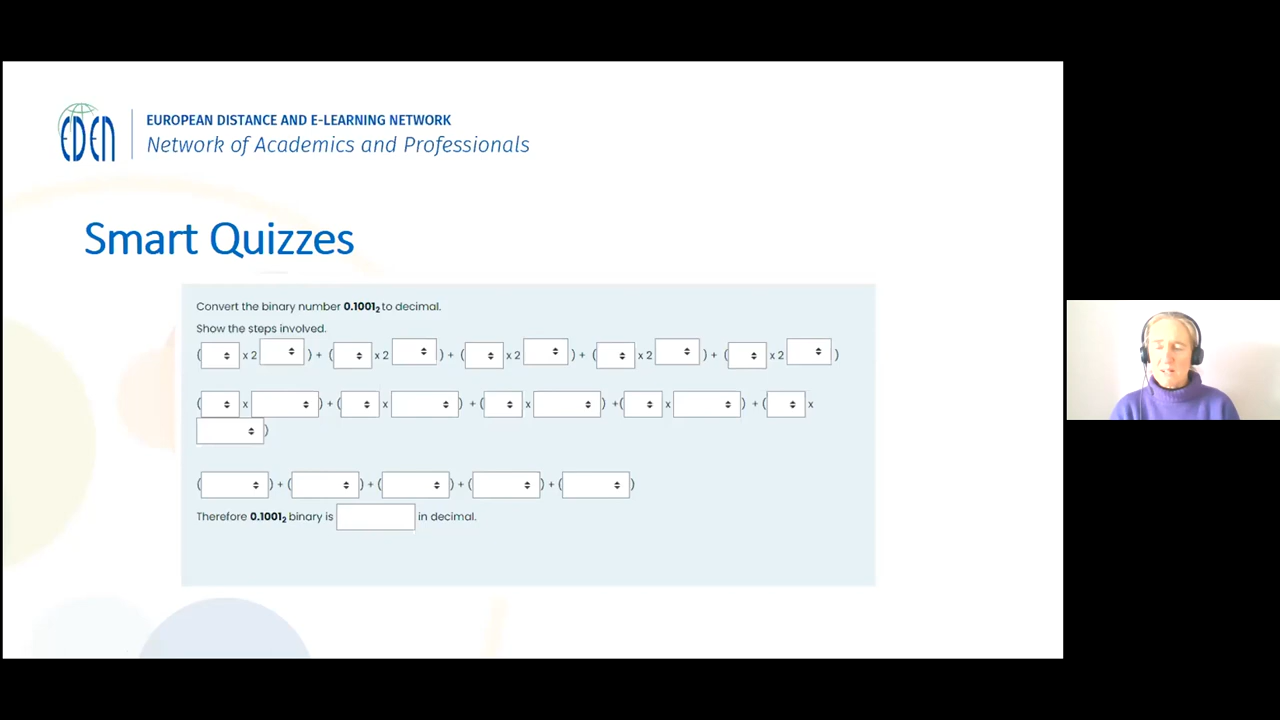 EDEN
EUROPEAN DISTANCE AND E-LEARNING NETWORK
Network of Academics and Professionals
Smart Quizzes
Convert the binary number 0.1001₂ to decimal.
Show the steps involved.
( x 2 ) + ( x 2 ) + ( x 2 ) + ( x 2 ) + ( x 2 )
( x ) + ( x ) + ( x ) + ( x ) + ( x
)
( ) + ( ) + ( ) + ( ) + ( )
Therefore 0.1001₂ binary is in decimal.